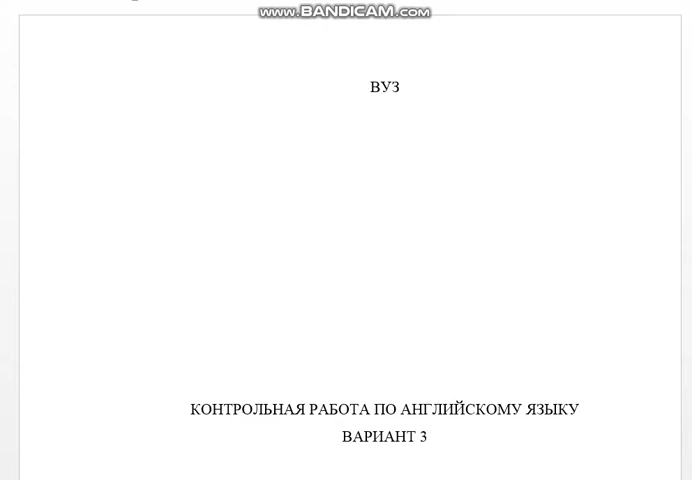 www.BANDICAM.com
ВУЗ
КОНТРОЛЬНАЯ РАБОТА ПО АНГЛИЙСКОМУ ЯЗЫКУ
ВАРИАНТ 3